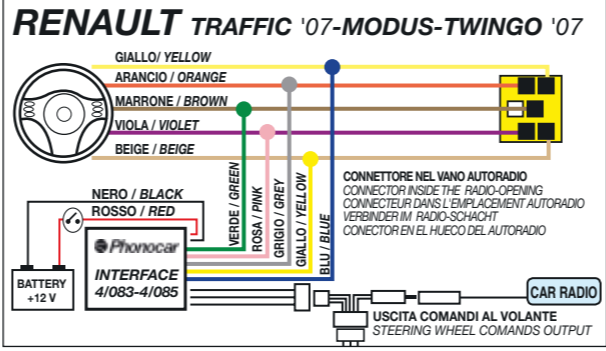 RENAULT TRAFFIC '07-MODUS-TWINGO '07
GIALLO/ YELLOW
ARANCIO / ORANGE
MARRONE / BROWN
VIOLA / VIOLET
BEIGE / BEIGE
NERO / BLACK
ROSSO / RED
VERDE / GREEN
ROSA / PINK
GRIGIO / GREY
GIALLO / YELLOW
BLU / BLUE
CONNETTORE NEL VANO AUTORADIO
CONNECTOR INSIDE THE RADIO-OPENING
CONNECTEUR DANS L'EMPLACEMENT AUTORADIO
VERBINDER IM RADIO-SCHACHT
CONECTOR EN EL HUECO DEL AUTORADIO
Phonocar
INTERFACE
4/083-4/085
BATTERY
+12 V
CAR RADIO
USCITA COMANDI AL VOLANTE
STEERING WHEEL COMANDS OUTPUT